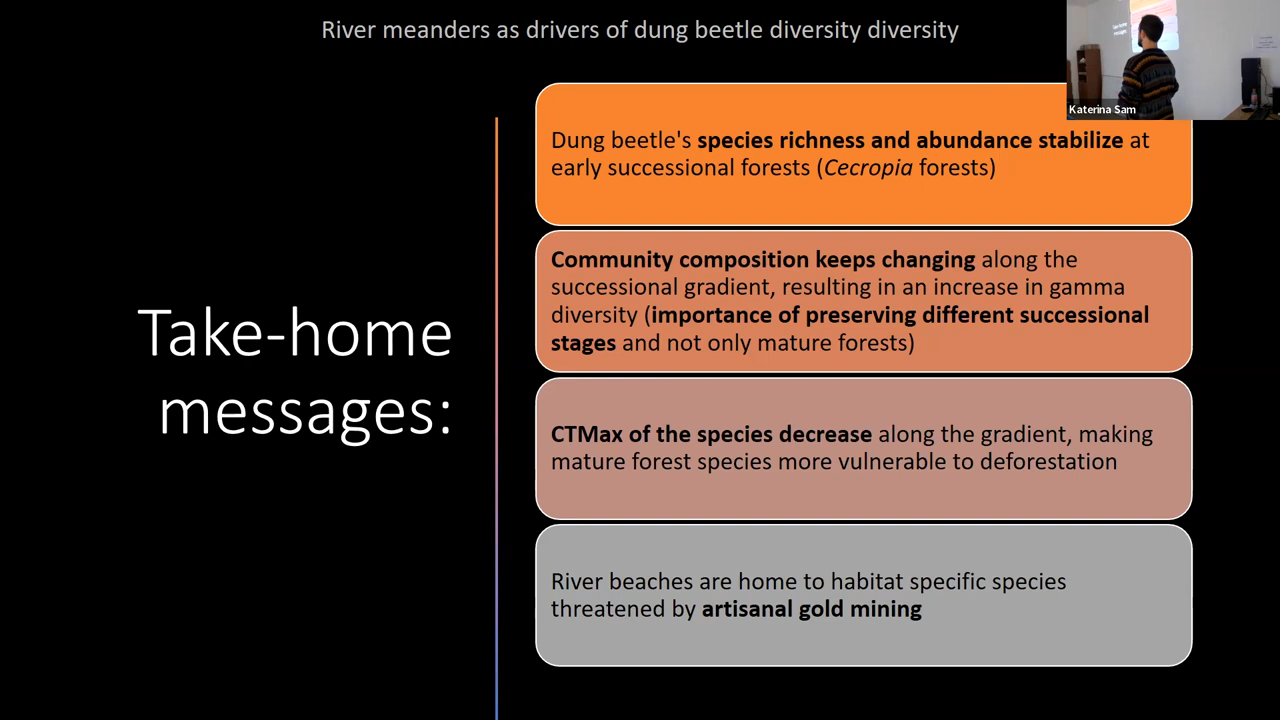 River meanders as drivers of dung beetle diversity diversity
Katerina Sam
Dung beetle's species richness and abundance stabilize at
early successional forests (Cecropia forests)
Community composition keeps changing along the
successional gradient, resulting in an increase in gamma
diversity (importance of preserving different successional
stages and not only mature forests)
Take-home
messages:
CTMax of the species decrease along the gradient, making
mature forest species more vulnerable to deforestation
River beaches are home to habitat specific species
threatened by artisanal gold mining